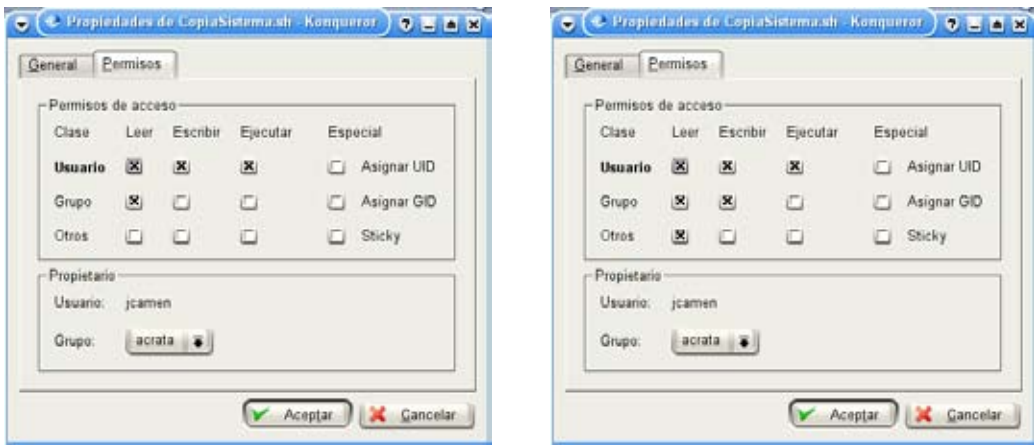 Propiedades de CopiaSistema.sh - Konqueror
General Permisos
Permisos de acceso
Clase Leer Escribir Ejecutar Especial
Usuario Asignar UID
Grupo Asignar GID
Otros Sticky
Propietario
Usuario: jcamen
Grupo: acrata
Aceptar Cancelar
Propiedades de CopiaSistema.sh - Konqueror
General Permisos
Permisos de acceso
Clase Leer Escribir Ejecutar Especial
Usuario Asignar UID
Grupo Asignar GID
Otros Sticky
Propietario
Usuario: jcamen
Grupo: acrata
Aceptar Cancelar